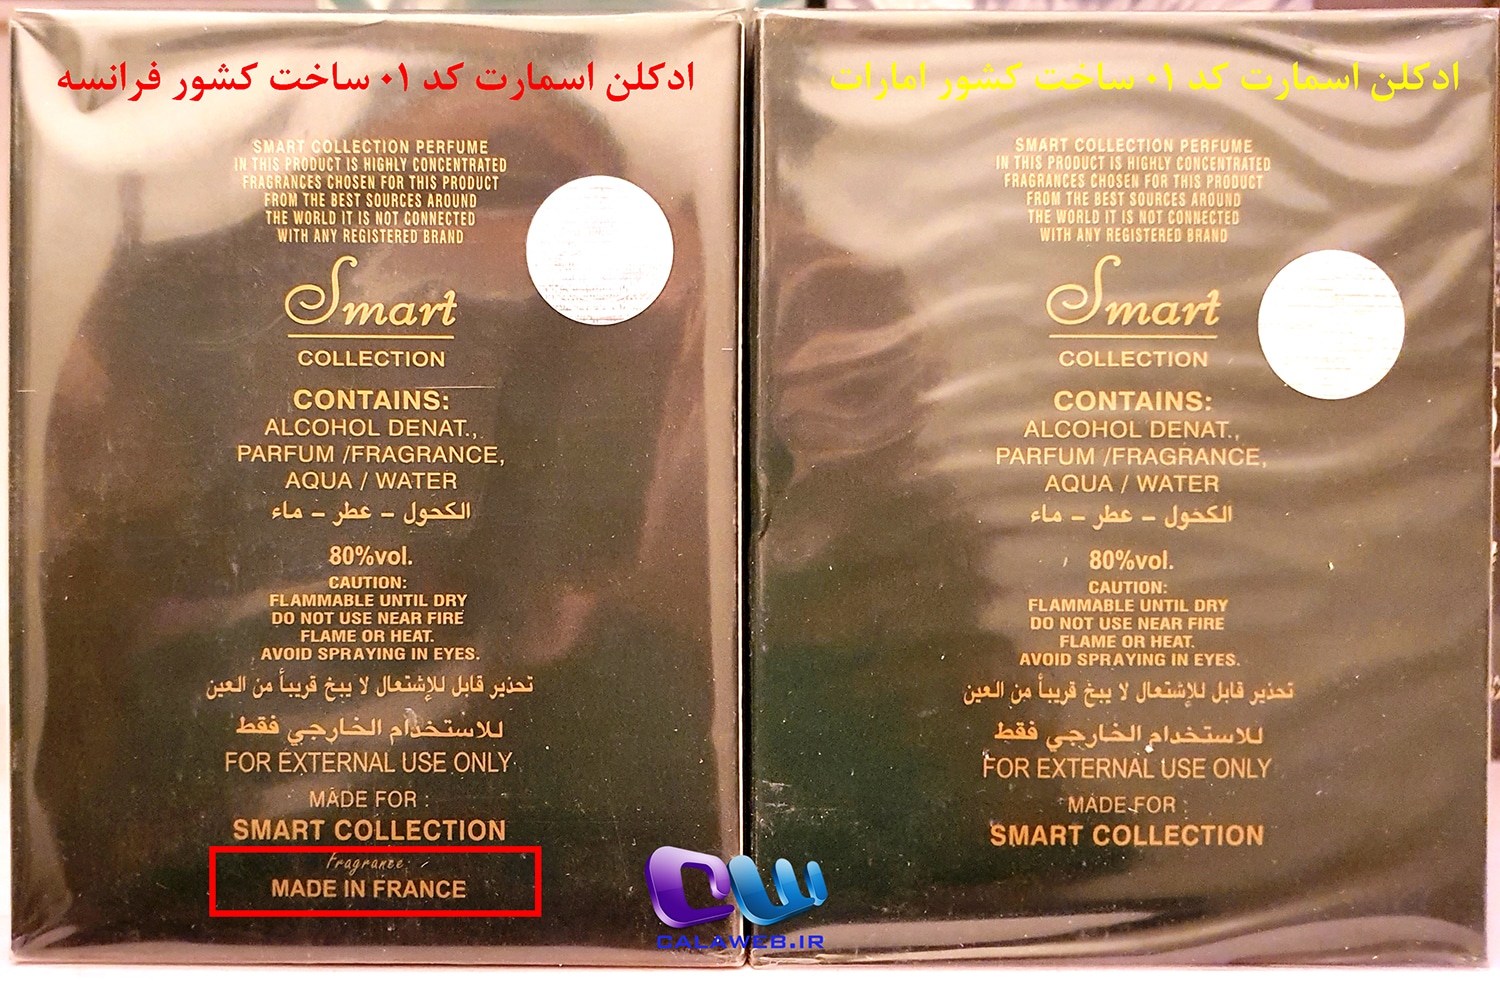 ادکلن اسمارت کد ۰۱ ساخت کشور فرانسه
SMART COLLECTION PERFUME
IN THIS PRODUCT IS HIGHLY CONCENTRATED
FRAGRANCES CHOSEN FOR THIS PRODUCT
FROM THE BEST SOURCES AROUND
THE WORLD IT IS NOT CONNECTED
WITH ANY REGISTERED BRAND
Smart
COLLECTION
CONTAINS:
ALCOHOL DENAT.,
PARFUM /FRAGRANCE,
AQUA / WATER
الكحول - عطر - ماء
80%vol.
CAUTION:
FLAMMABLE UNTIL DRY
DO NOT USE NEAR FIRE
FLAME OR HEAT.
AVOID SPRAYING IN EYES.
تحذير قابل للإشتعال لا يبخ قريبأ من العين
للاستخدام الخارجي فقط
FOR EXTERNAL USE ONLY
MADE FOR :
SMART COLLECTION
Fragrance:
MADE IN FRANCE
ادکلن اسمارت کد ۰۱ ساخت کشور امارات
SMART COLLECTION PERFUME
IN THIS PRODUCT IS HIGHLY CONCENTRATED
FRAGRANCES CHOSEN FOR THIS PRODUCT
FROM THE BEST SOURCES AROUND
THE WORLD IT IS NOT CONNECTED
WITH ANY REGISTERED BRAND
Smart
COLLECTION
CONTAINS:
ALCOHOL DENAT.,
PARFUM /FRAGRANCE,
AQUA / WATER
الكحول - عطر - ماء
80%vol.
CAUTION:
FLAMMABLE UNTIL DRY
DO NOT USE NEAR FIRE
FLAME OR HEAT.
AVOID SPRAYING IN EYES.
تحذير قابل للإشتعال لا يبخ قريبأ من العين
للاستخدام الخارجي فقط
FOR EXTERNAL USE ONLY
MADE FOR :
SMART COLLECTION
CALAWEB.IR